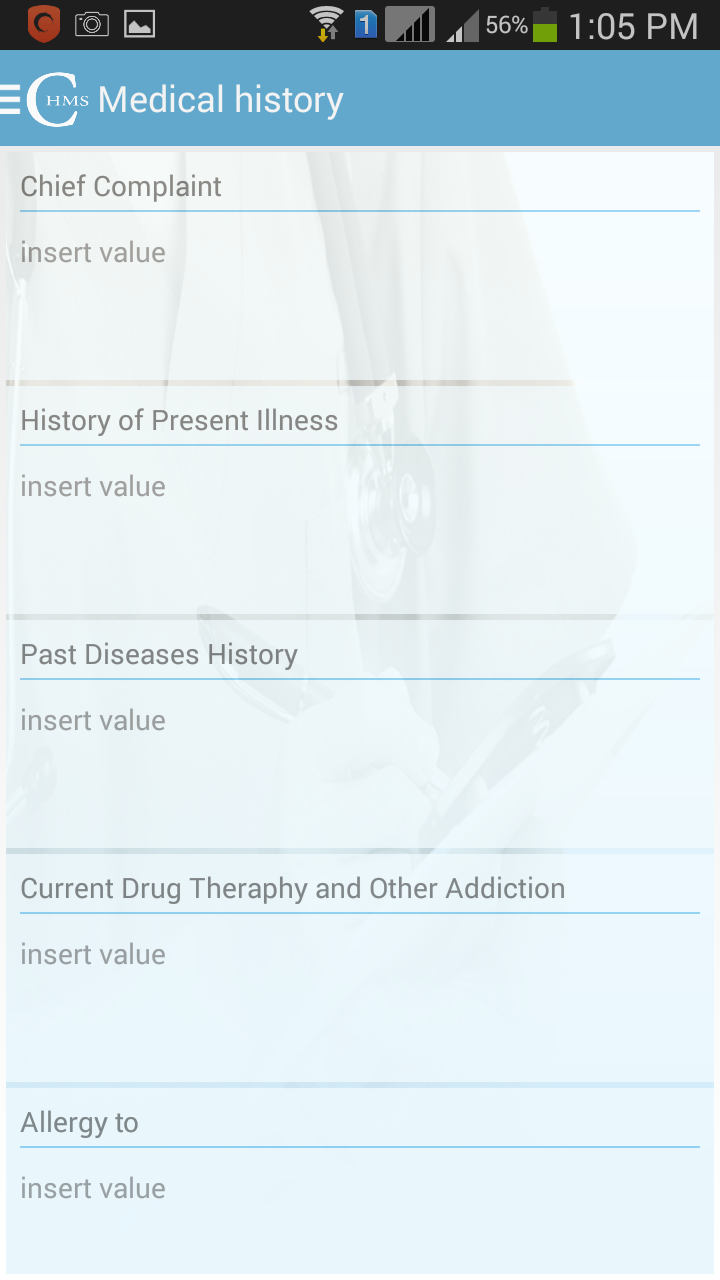 1 56% 1:05 PM
CHMS Medical history
Chief Complaint
insert value
History of Present Illness
insert value
Past Diseases History
insert value
Current Drug Theraphy and Other Addiction
insert value
Allergy to
insert value